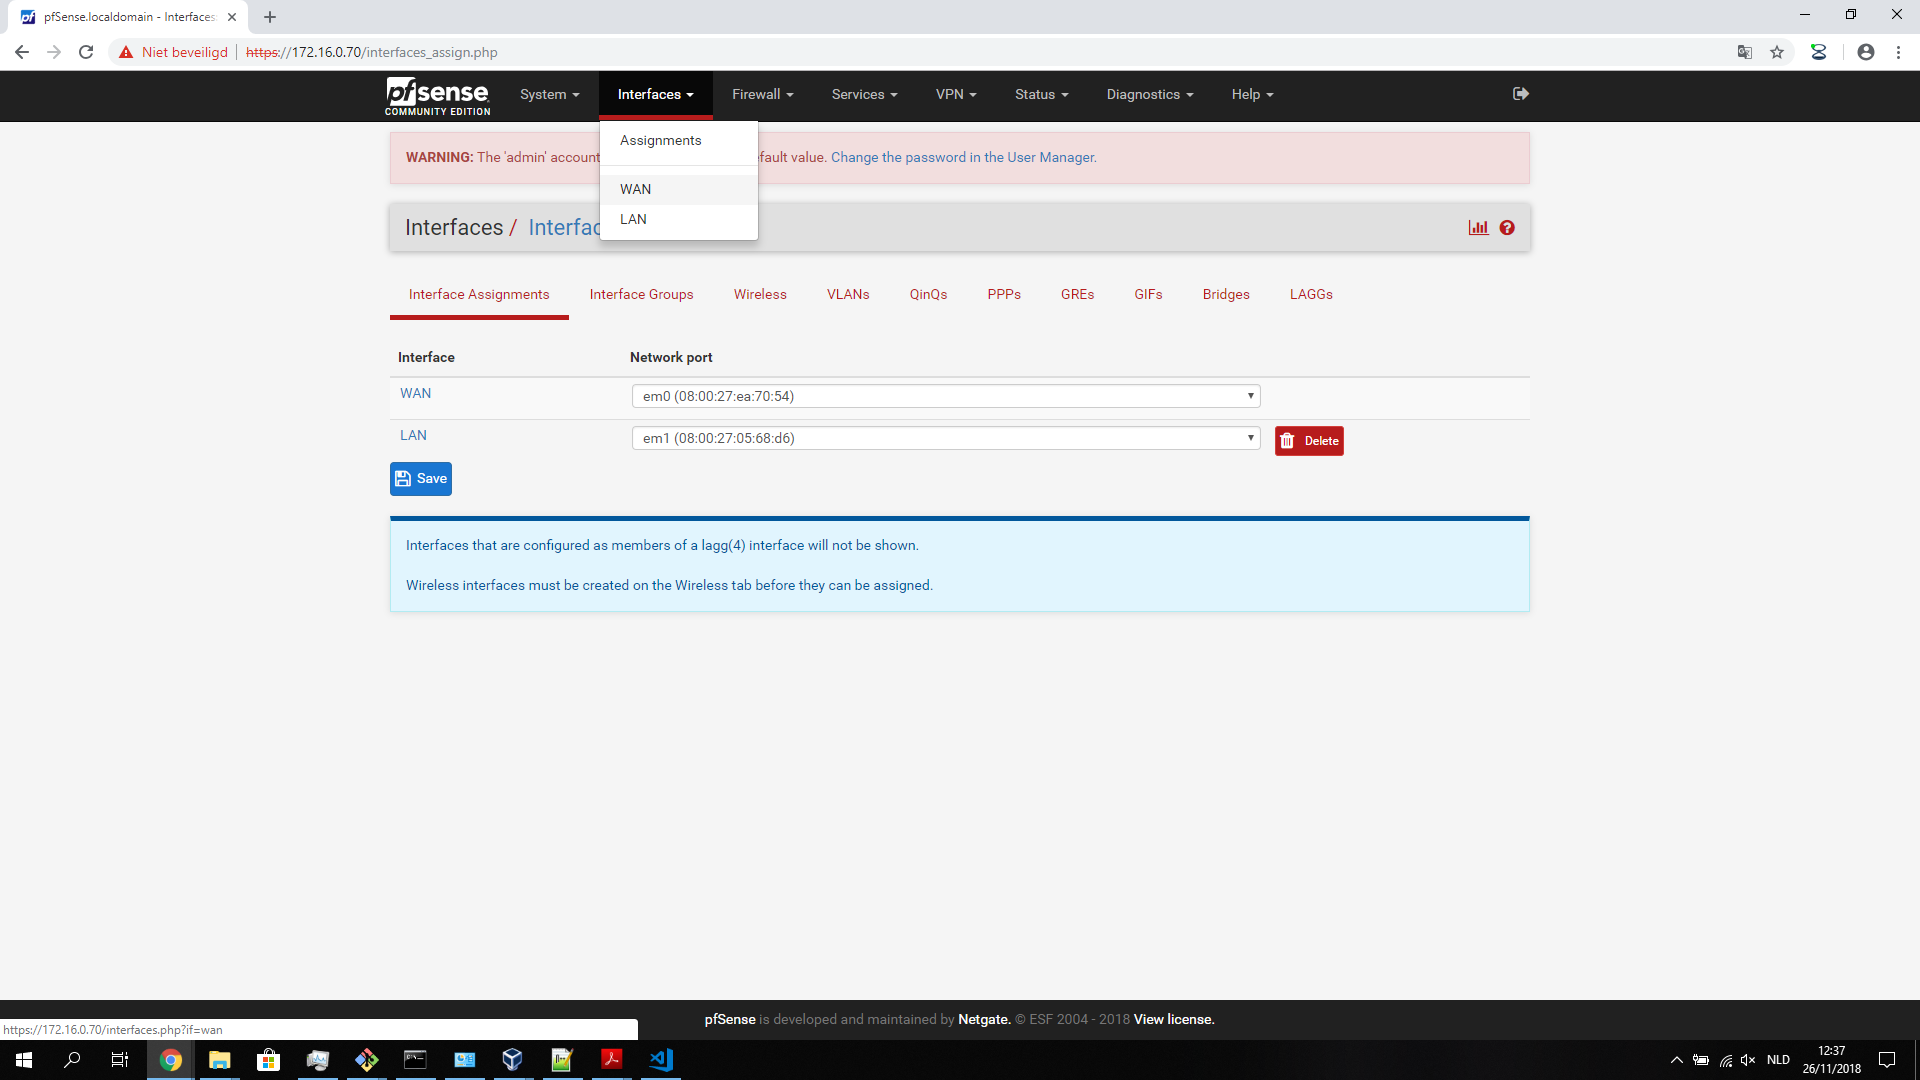 pfSense.localdomain - Interfaces:
Niet beveiligd
https://172.16.0.70/interfaces_assign.php
pfsense
COMMUNITY EDITION
System
Interfaces
Firewall
Services
VPN
Status
Diagnostics
Help
Assignments
WAN
LAN
WARNING: The 'admin' account
efault value. Change the password in the User Manager.
Interfaces / Interfac
Interface Assignments
Interface Groups
Wireless
VLANs
QinQs
PPPs
GREs
GIFs
Bridges
LAGGs
Interface
Network port
WAN
em0 (08:00:27:ea:70:54)
LAN
em1 (08:00:27:05:68:d6)
Delete
Save
Interfaces that are configured as members of a lagg(4) interface will not be shown.
Wireless interfaces must be created on the Wireless tab before they can be assigned.
pfSense is developed and maintained by Netgate. © ESF 2004 - 2018 View license.
https://172.16.0.70/interfaces.php?if=wan
NLD
12:37
26/11/2018